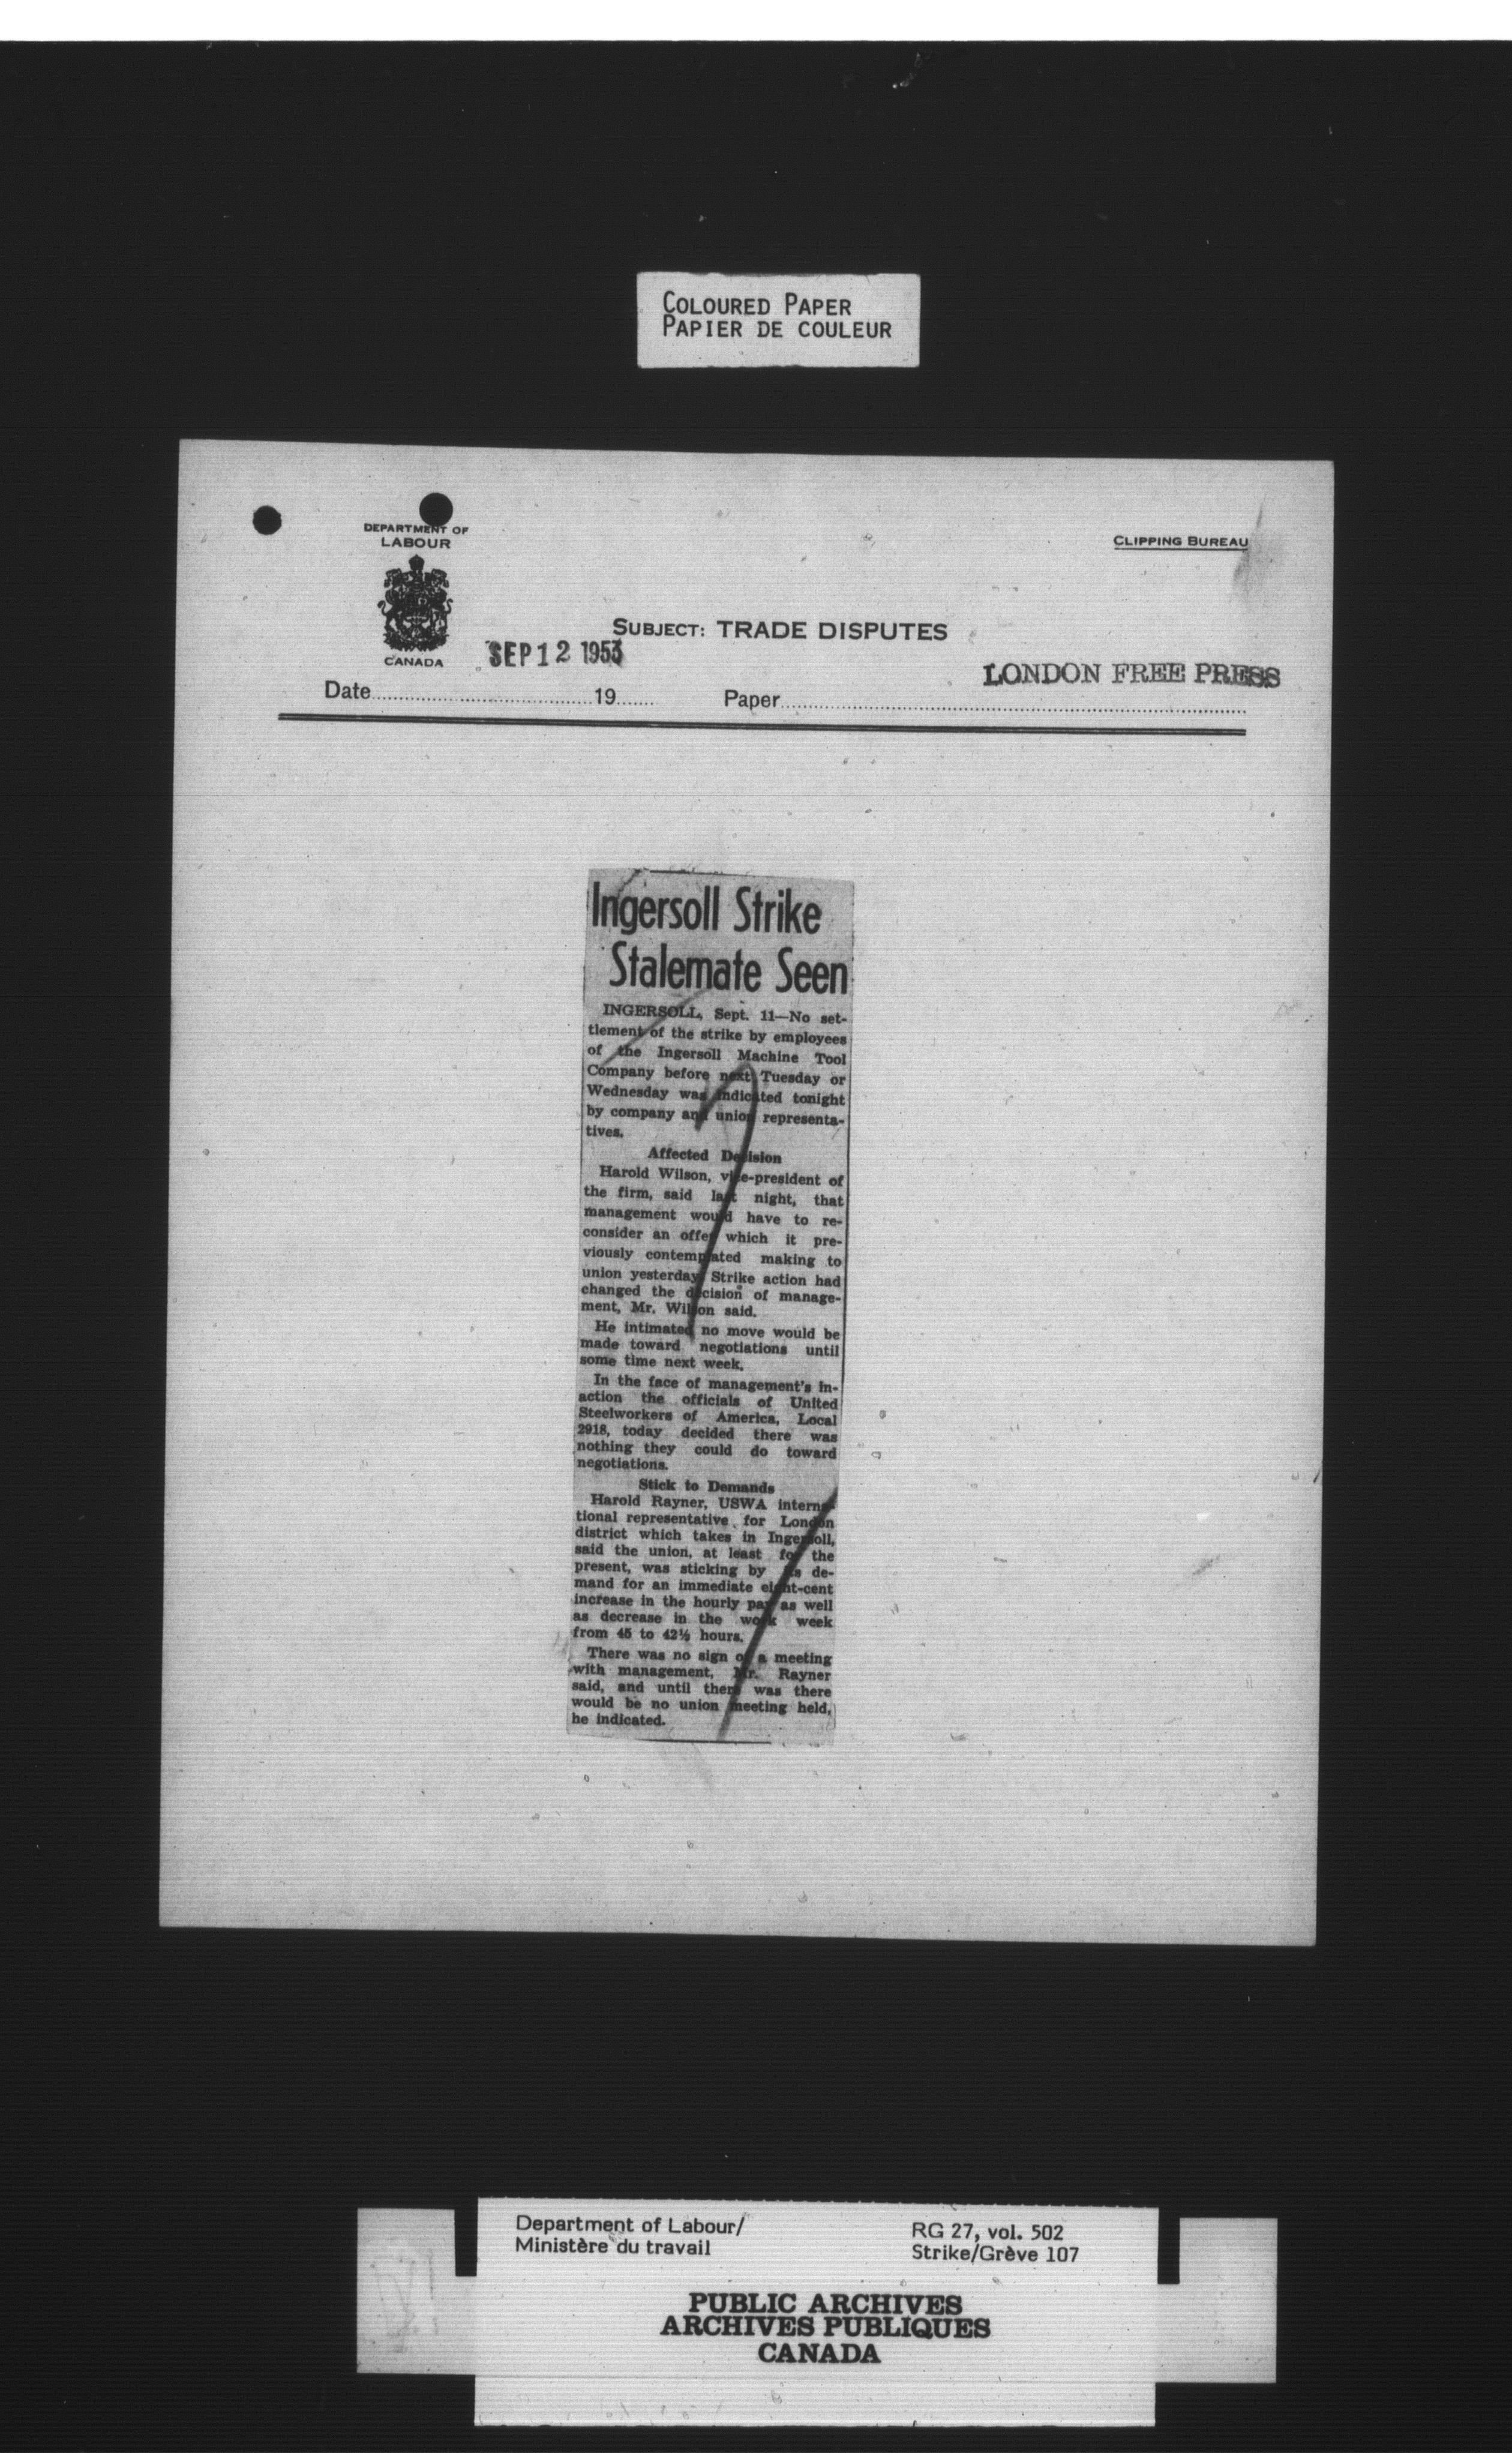 COLOURED PAPER
PAPIER DE COULEUR
DEPARTMENT OF
LABOUR
CANADA
CLIPPING BUREAU
SUBJECT: TRADE DISPUTES
SEP 12 1953
LONDON FREE PRESS
Date 19
Paper
Ingersoll Strike
Stalemate Seen
INGERSOLL, Sept. 11—No set-
tlement of the strike by employees
of the Ingersoll Machine Tool
Company before next Tuesday or
Wednesday was indicated tonight
by company and union representa-
tives.
Affected Decision
Harold Wilson, vice-president of
the firm, said last night, that
management would have to re-
consider an offer which it pre-
viously contemplated making to
union yesterday. Strike action had
changed the decision of manage-
ment, Mr. Wilson said.
He intimated no move would be
made toward negotiations until
some time next week.
In the face of management's in-
action the officials of United
Steelworkers of America, Local
2918, today decided there was
nothing they could do toward
negotiations.
Stick to Demands
Harold Rayner, USWA interna-
tional representative for London
district which takes in Ingersoll,
said the union, at least for the
present, was sticking by its de-
mand for an immediate eight-cent
increase in the hourly pay as well
as decrease in the work week
from 45 to 42½ hours.
There was no sign of a meeting
with management, Mr. Rayner
said, and until there was there
would be no union meeting held,
he indicated.
Department of Labour/
Ministère du travail
RG 27, vol. 502
Strike/Grève 107
PUBLIC ARCHIVES
ARCHIVES PUBLIQUES
CANADA